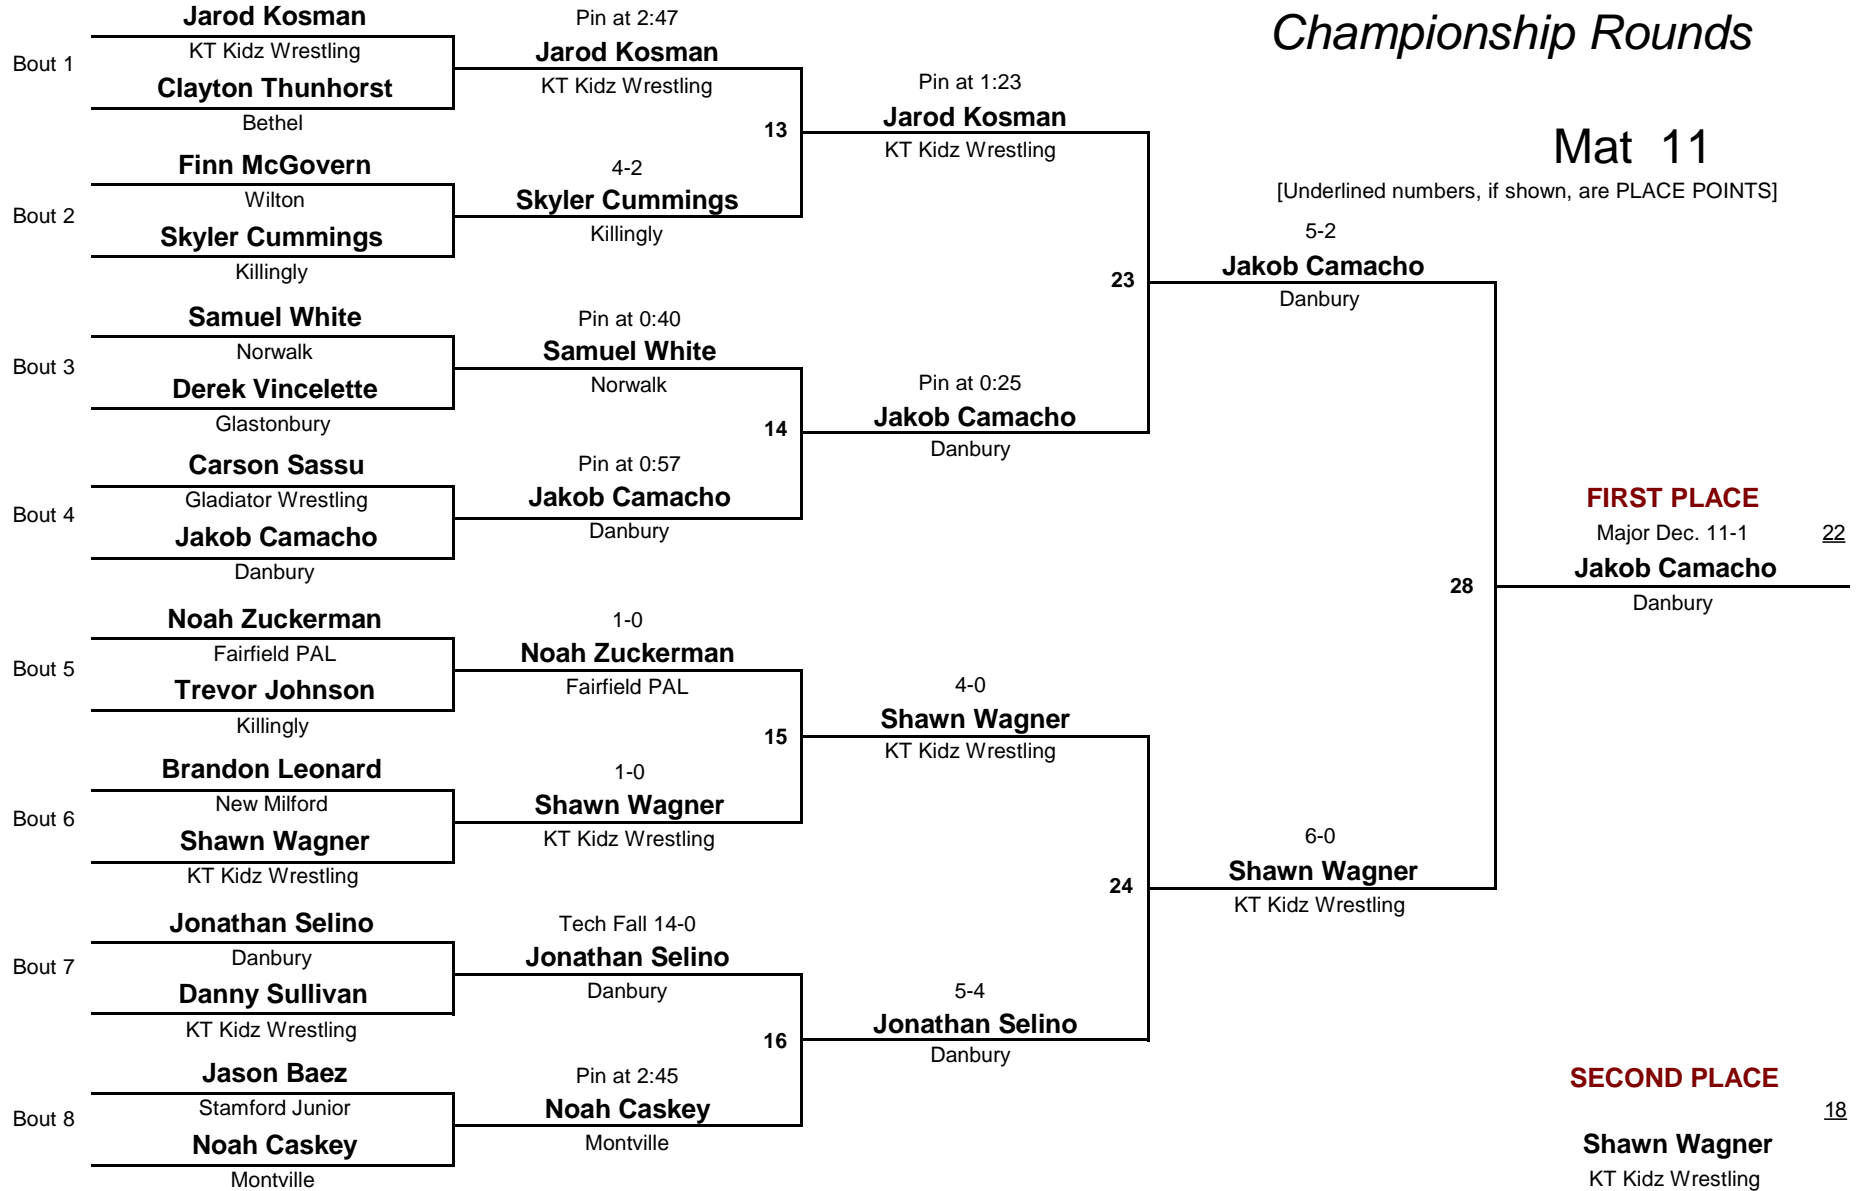 Championship Rounds
Mat 11
[Underlined numbers, if shown, are PLACE POINTS]
Bout 1
Jarod Kosman
KT Kidz Wrestling
Clayton Thunhorst
Bethel
Bout 2
Finn McGovern
Wilton
Skyler Cummings
Killingly
Bout 3
Samuel White
Norwalk
Derek Vincelette
Glastonbury
Bout 4
Carson Sassu
Gladiator Wrestling
Jakob Camacho
Danbury
Bout 5
Noah Zuckerman
Fairfield PAL
Trevor Johnson
Killingly
Bout 6
Brandon Leonard
New Milford
Shawn Wagner
KT Kidz Wrestling
Bout 7
Jonathan Selino
Danbury
Danny Sullivan
KT Kidz Wrestling
Bout 8
Jason Baez
Stamford Junior
Noah Caskey
Montville
Pin at 2:47
Jarod Kosman
KT Kidz Wrestling
13
4-2
Skyler Cummings
Killingly
Pin at 0:40
Samuel White
Norwalk
14
Pin at 0:57
Jakob Camacho
Danbury
1-0
Noah Zuckerman
Fairfield PAL
15
1-0
Shawn Wagner
KT Kidz Wrestling
Tech Fall 14-0
Jonathan Selino
Danbury
16
Pin at 2:45
Noah Caskey
Montville
Pin at 1:23
Jarod Kosman
KT Kidz Wrestling
23
Pin at 0:25
Jakob Camacho
Danbury
4-0
Shawn Wagner
KT Kidz Wrestling
24
5-4
Jonathan Selino
Danbury
5-2
Jakob Camacho
Danbury
28
6-0
Shawn Wagner
KT Kidz Wrestling
FIRST PLACE
Major Dec. 11-1 22
Jakob Camacho
Danbury
SECOND PLACE
18
Shawn Wagner
KT Kidz Wrestling